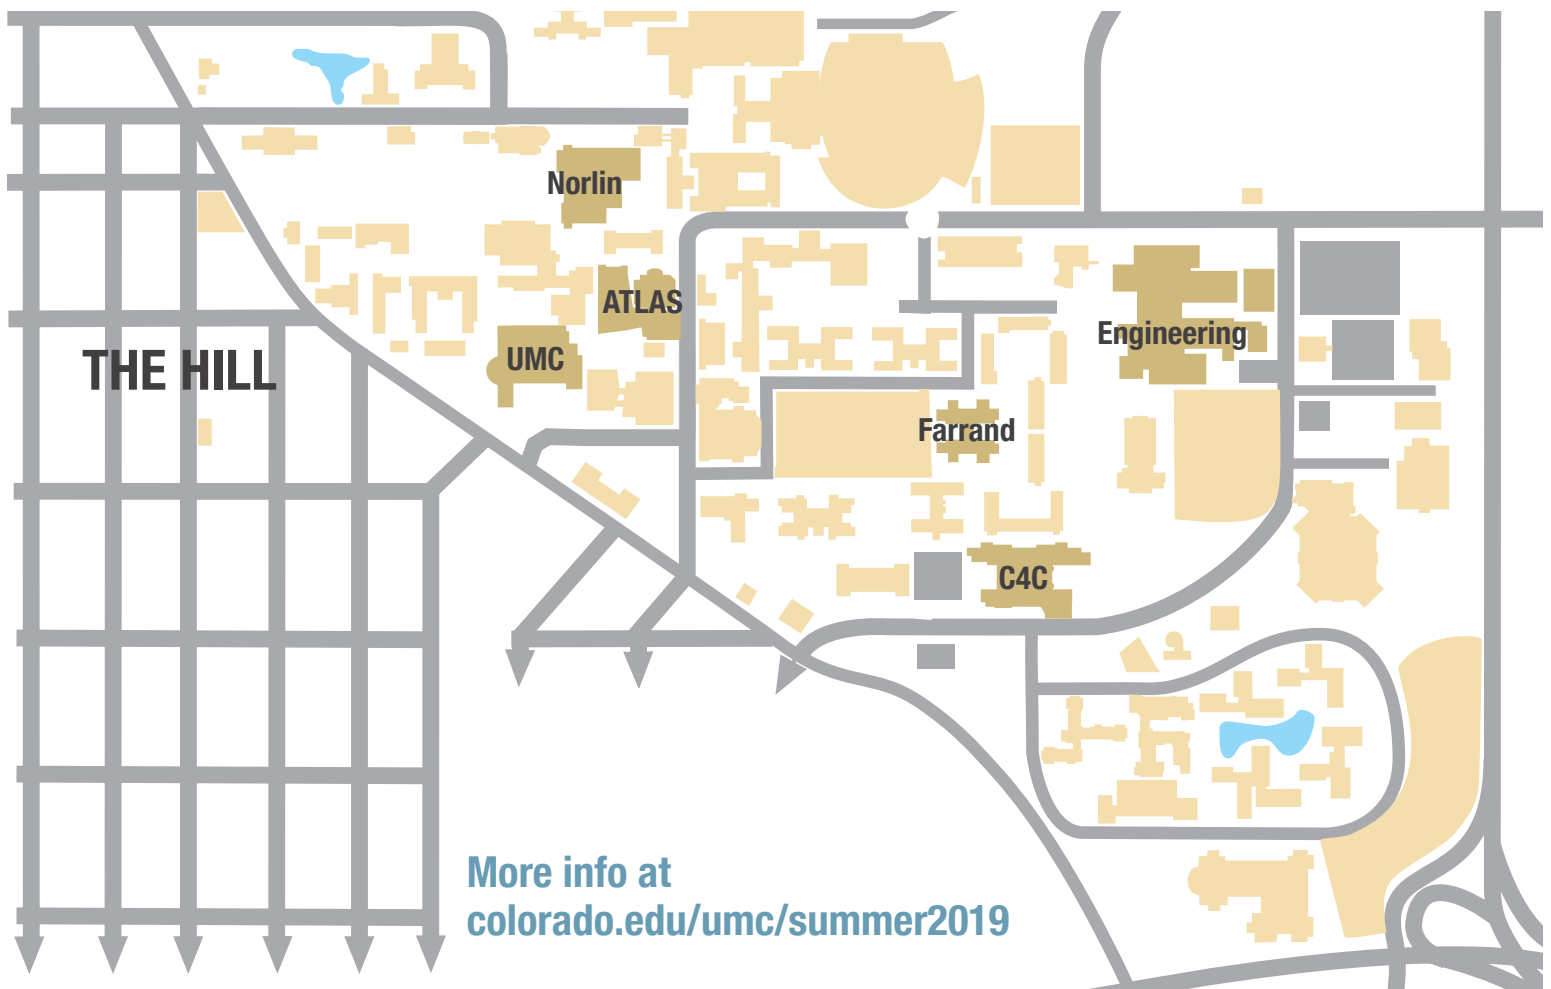 Norlin
ATLAS
Engineering
THE HILL
UMC
Farrand
C4C
More info at
colorado.edu/umc/summer2019